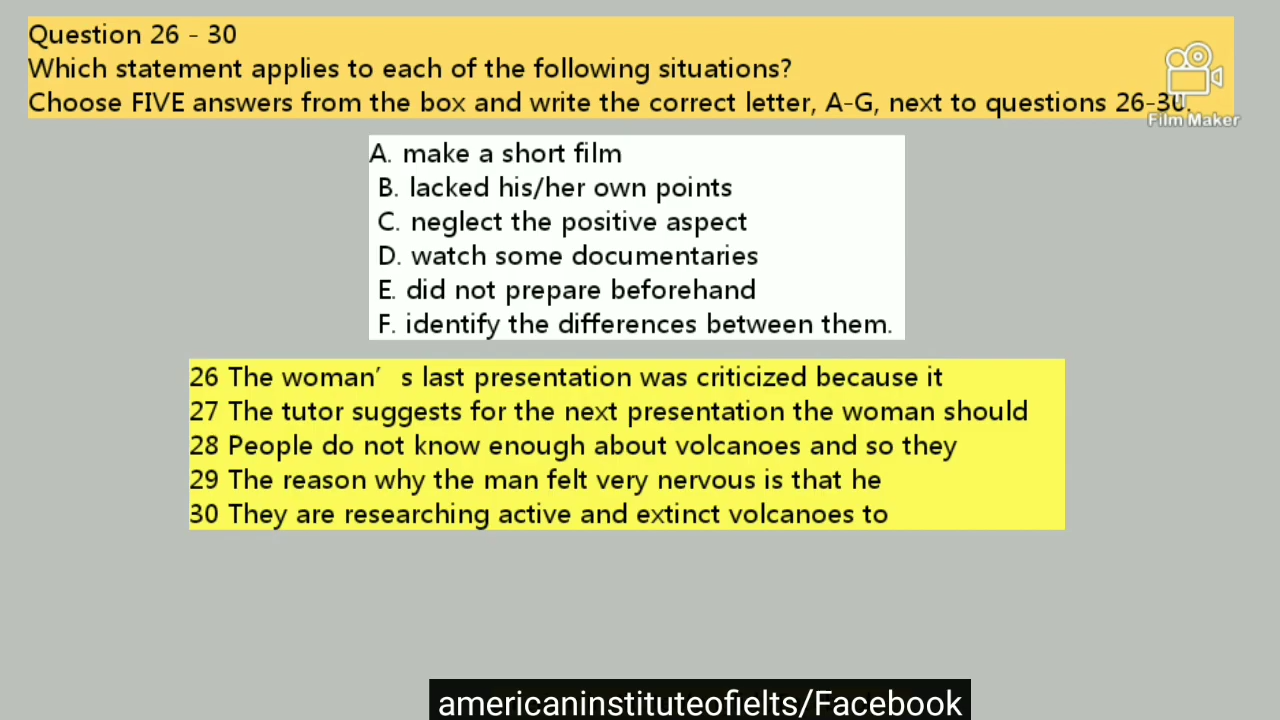 Question 26 - 30
Which statement applies to each of the following situations?
Choose FIVE answers from the box and write the correct letter, A-G, next to questions 26-30.
Film Maker
A. make a short film
B. lacked his/her own points
C. neglect the positive aspect
D. watch some documentaries
E. did not prepare beforehand
F. identify the differences between them.
26 The woman’ s last presentation was criticized because it
27 The tutor suggests for the next presentation the woman should
28 People do not know enough about volcanoes and so they
29 The reason why the man felt very nervous is that he
30 They are researching active and extinct volcanoes to
americaninstituteofielts/Facebook